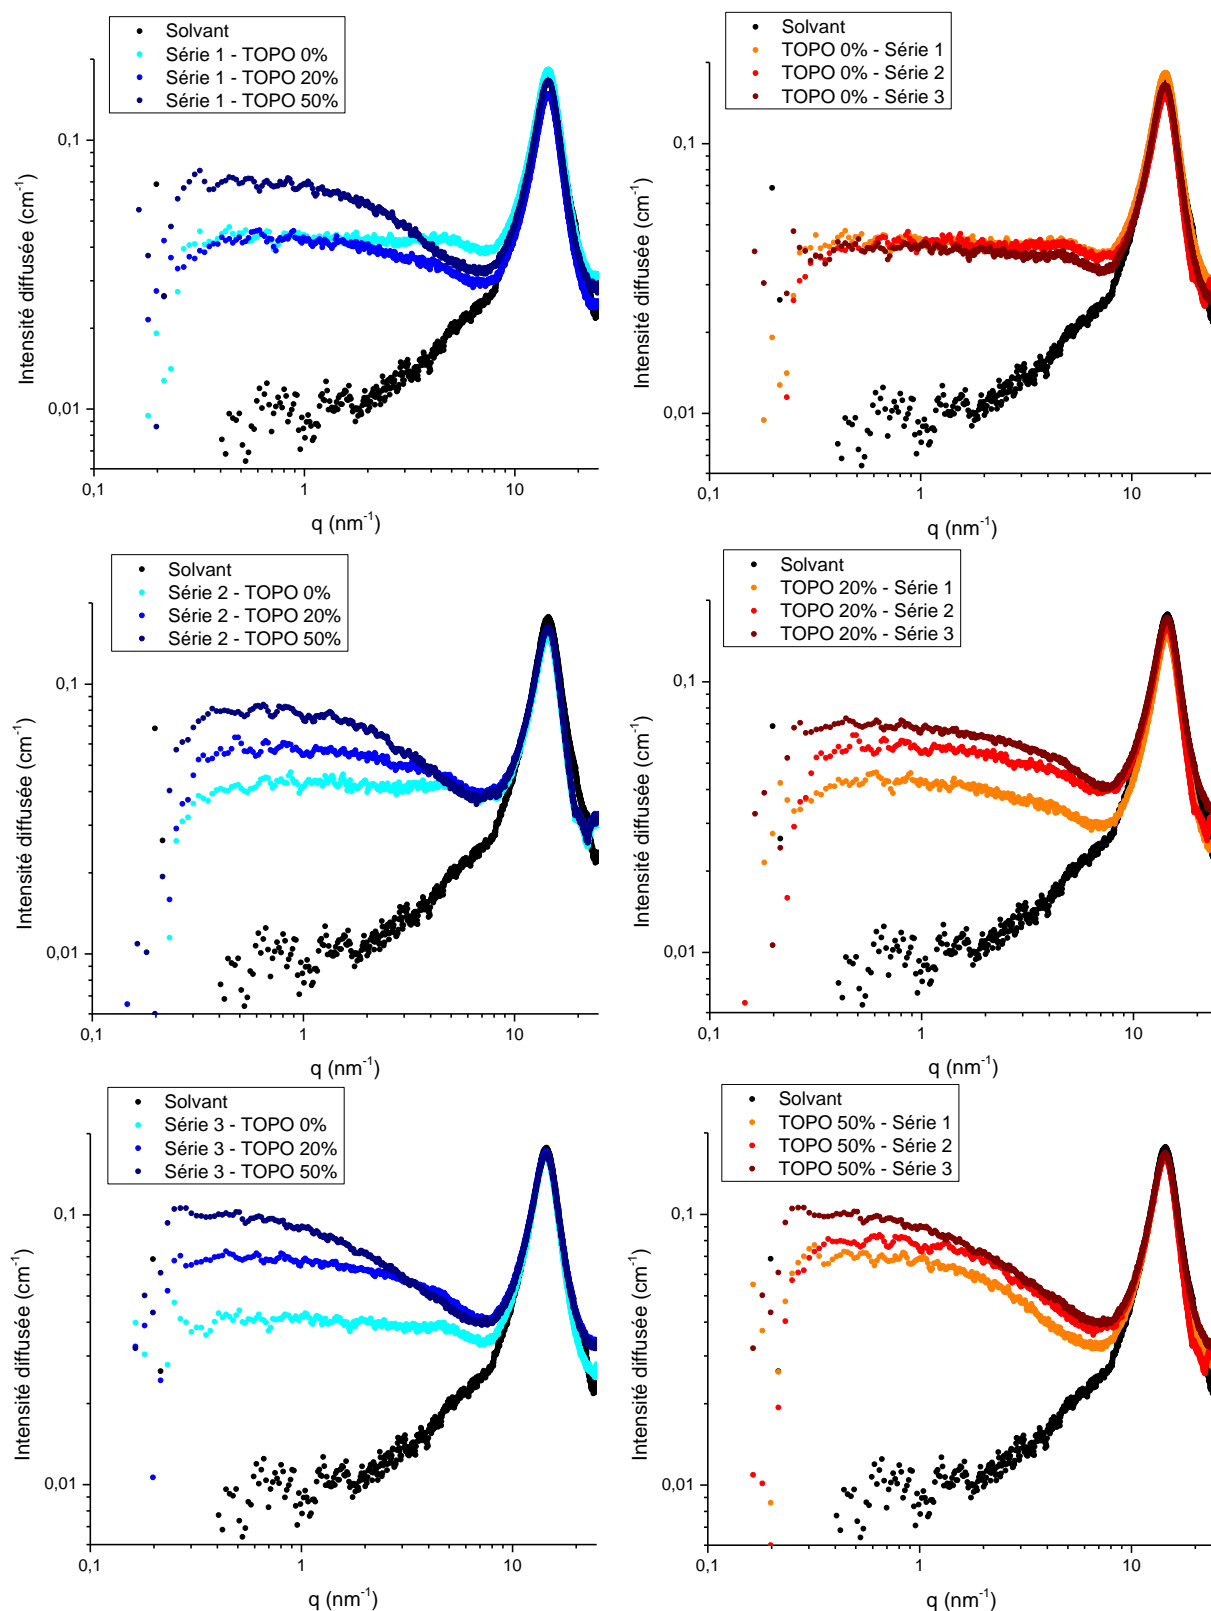 Solvant
Série 1 - TOPO 0%
Série 1 - TOPO 20%
Série 1 - TOPO 50%
0,1
0,01
Intensité diffusée (cm-1)
0,1
1
10
q (nm-1)
Solvant
TOPO 0% - Série 1
TOPO 0% - Série 2
TOPO 0% - Série 3
0,1
0,01
Intensité diffusée (cm-1)
0,1
1
10
q (nm-1)
Solvant
Série 2 - TOPO 0%
Série 2 - TOPO 20%
Série 2 - TOPO 50%
0,1
0,01
Intensité diffusée (cm-1)
0,1
1
10
q (nm-1)
Solvant
TOPO 20% - Série 1
TOPO 20% - Série 2
TOPO 20% - Série 3
0,1
0,01
Intensité diffusée (cm-1)
0,1
1
10
q (nm-1)
Solvant
Série 3 - TOPO 0%
Série 3 - TOPO 20%
Série 3 - TOPO 50%
0,1
0,01
Intensité diffusée (cm-1)
0,1
1
10
q (nm-1)
Solvant
TOPO 50% - Série 1
TOPO 50% - Série 2
TOPO 50% - Série 3
0,1
0,01
Intensité diffusée (cm-1)
0,1
1
10
q (nm-1)